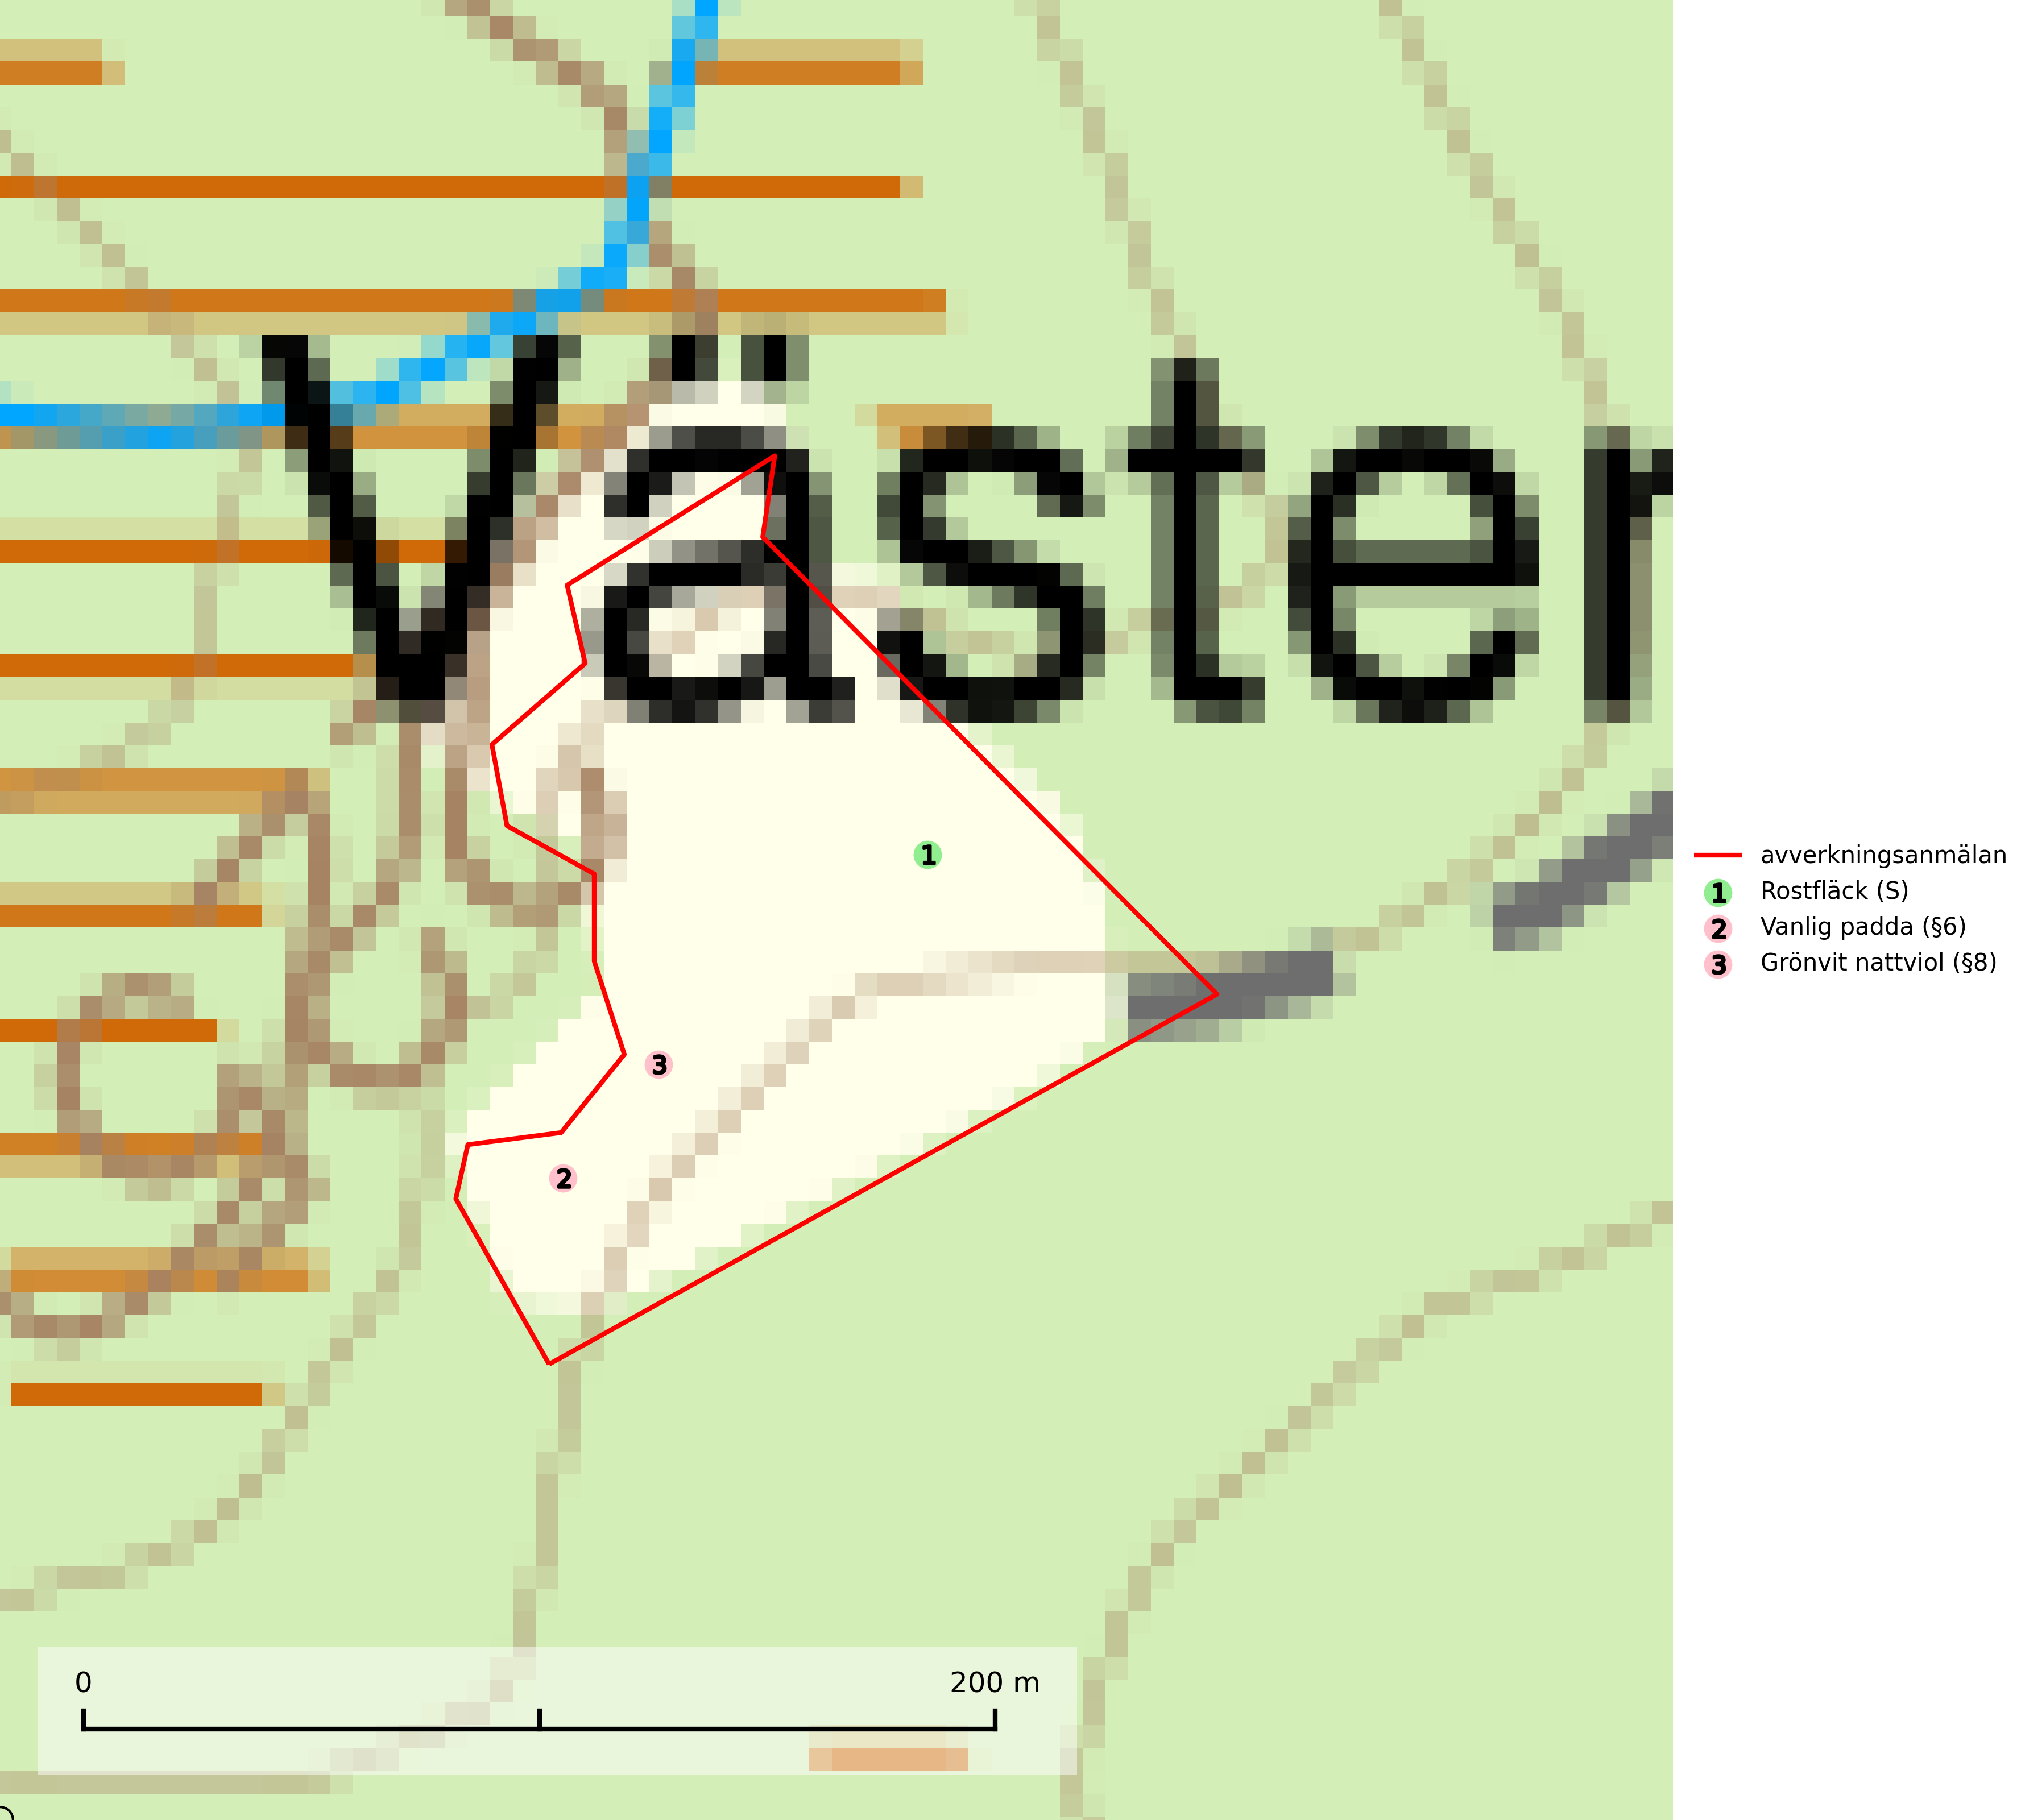 Väster
1
3
2
avverkningsanmälan
1 Rostfläck (S)
2 Vanlig padda (§6)
3 Grönvit nattviol (§8)
0 200 m